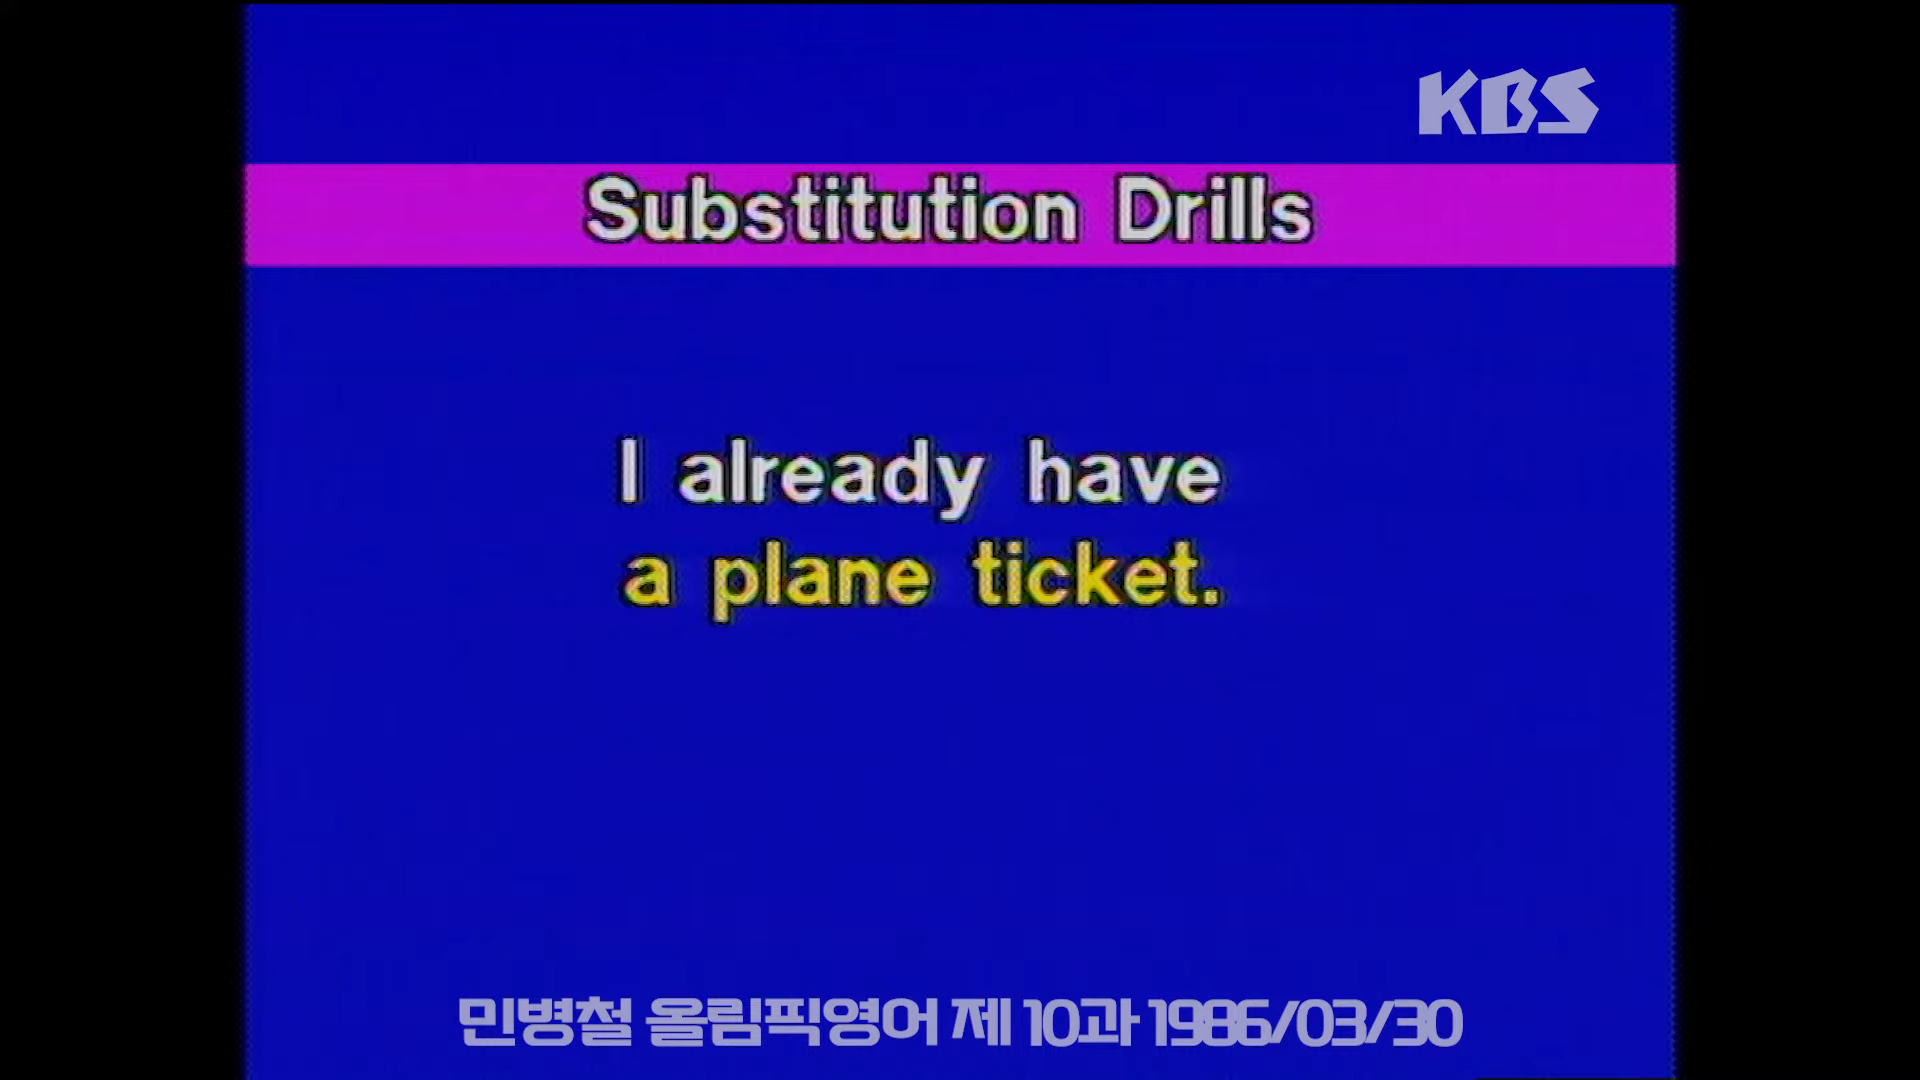 KBS
Substitution Drills
I already have
a plane ticket.
민병철 올림픽영어 제 10과 1986/03/30